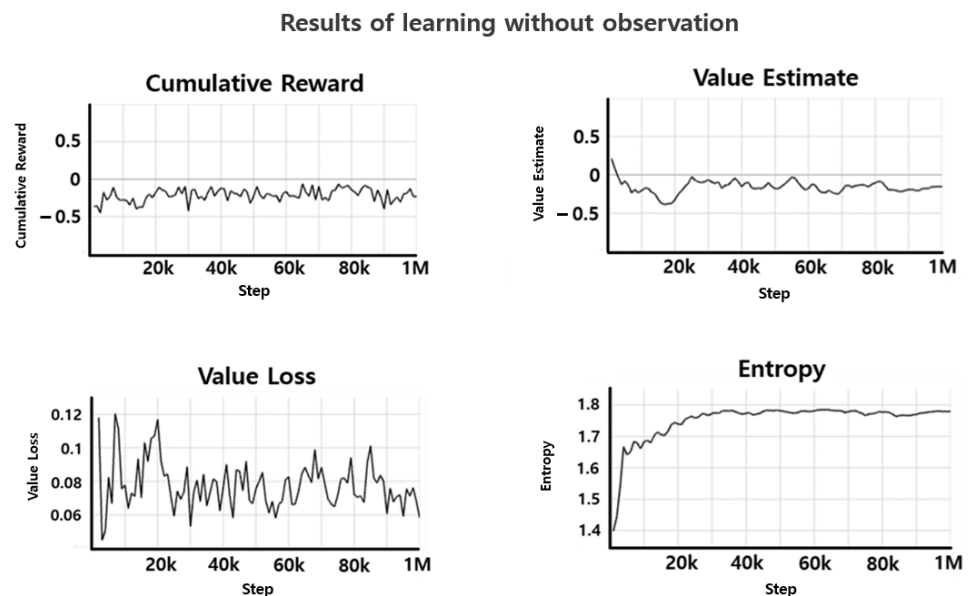 Results of learning without observation
Cumulative Reward
Cumulative Reward
0.5
0
– 0.5
20k 40k 60k 80k 1M
Step
Value Estimate
Value Estimate
0.5
0
– 0.5
20k 40k 60k 80k 1M
Step
Value Loss
Value Loss
0.12
0.1
0.08
0.06
20k 40k 60k 80k 1M
Step
Entropy
Entropy
1.8
1.7
1.6
1.5
1.4
20k 40k 60k 80k 1M
Step